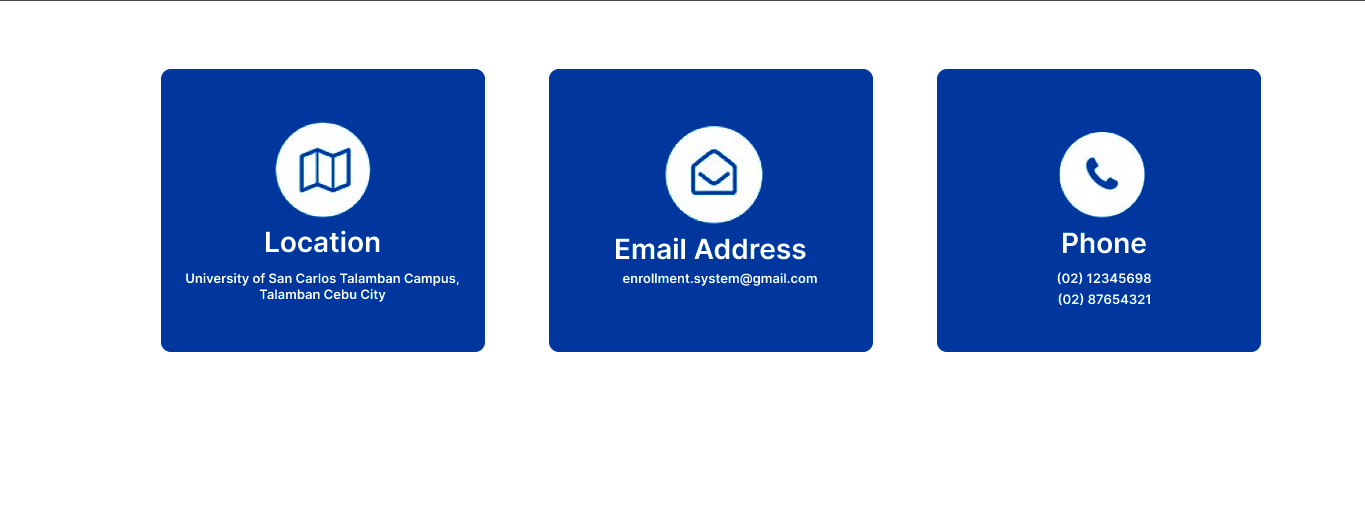 Location
University of San Carlos Talamban Campus,
Talamban Cebu City
Email Address
enrollment.system@gmail.com
Phone
(02) 12345698
(02) 87654321